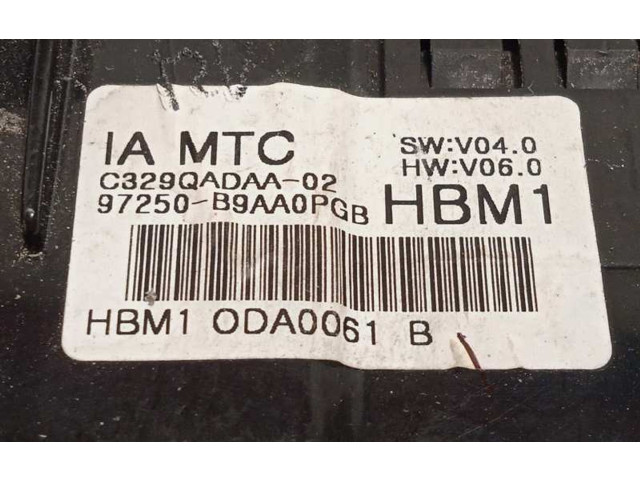 IA MTC
SW:V04.0
HW:V06.0
C329QADAA-02
97250-B9AA0PGB
HBM1
HBM1 ODA0061 B